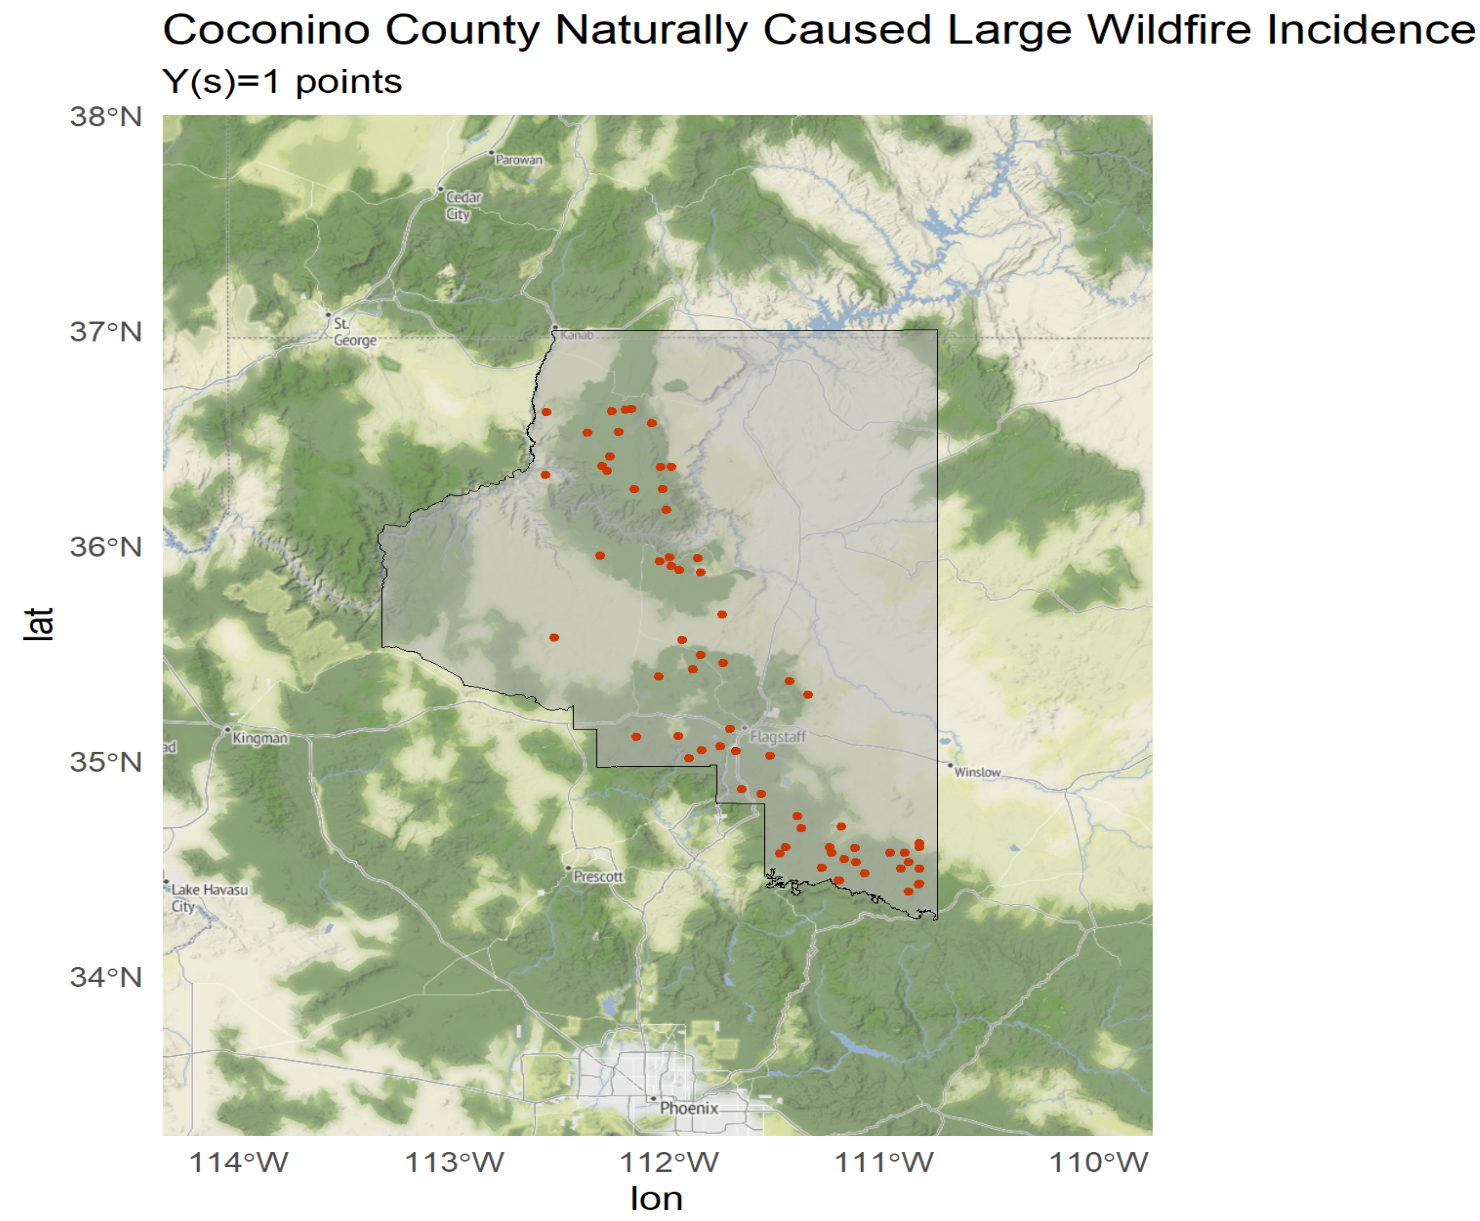 Coconino County Naturally Caused Large Wildfire Incidence
Y(s)=1 points
38°N
37°N
36°N
35°N
34°N
lat
Parowan
Cedar
City
St.
George
Kanab
ad
Kingman
Flagstaff
Winslow
Prescott
Lake Havasu
City
Phoenix
114°W
113°W
112°W
111°W
110°W
lon